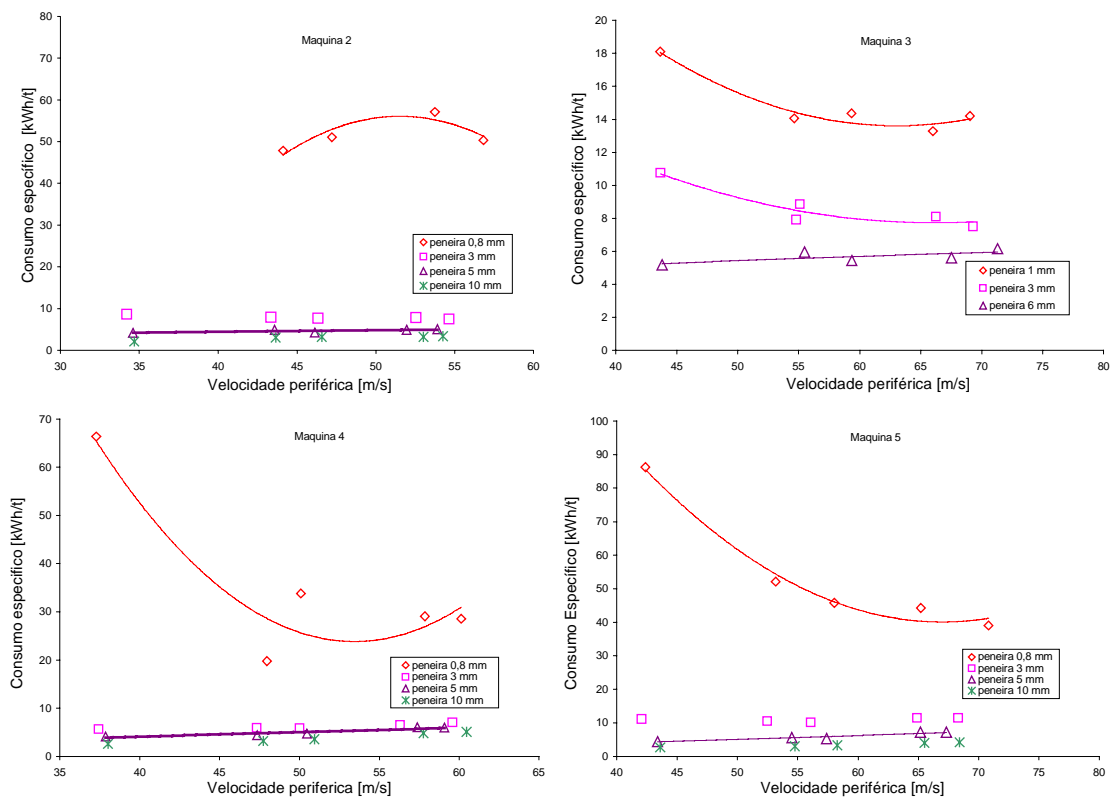 Maquina 2
Consumo específico [kWh/t]
80
70
60
50
40
30
20
10
0
30
35
40
45
50
55
60
Velocidade periférica [m/s]
peneira 0,8 mm
peneira 3 mm
peneira 5 mm
peneira 10 mm
Maquina 3
Consumo específico [kWh/t]
20
18
16
14
12
10
8
6
4
2
0
40
45
50
55
60
65
70
75
80
Velocidade periférica [m/s]
peneira 1 mm
peneira 3 mm
peneira 6 mm
Maquina 4
Consumo específico [kWh/t]
70
60
50
40
30
20
10
0
35
40
45
50
55
60
65
Velocidade periferica [m/s]
peneira 0,8 mm
peneira 3 mm
peneira 5 mm
peneira 10 mm
Maquina 5
Consumo Específico [kWh/t]
100
90
80
70
60
50
40
30
20
10
0
40
45
50
55
60
65
70
75
80
Velocidade periférica [m/s]
peneira 0,8 mm
peneira 3 mm
peneira 5 mm
peneira 10 mm